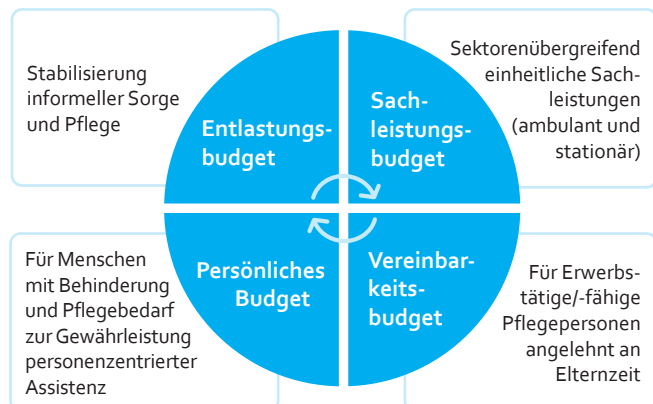 Stabilisierung
informeller Sorge
und Pflege
Entlastungs-
budget
Sach-
leistungs-
budget
Sektorenübergreifend
einheitliche Sach-
leistungen
(ambulant und
stationär)
Für Menschen
mit Behinderung
und Pflegebedarf
zur Gewährleistung
personenzentrierter
Assistenz
Persönliches
Budget
Vereinbar-
keits-
budget
Für Erwerbs-
tätige/-fähige
Pflegepersonen
angelehnt an
Elternzeit